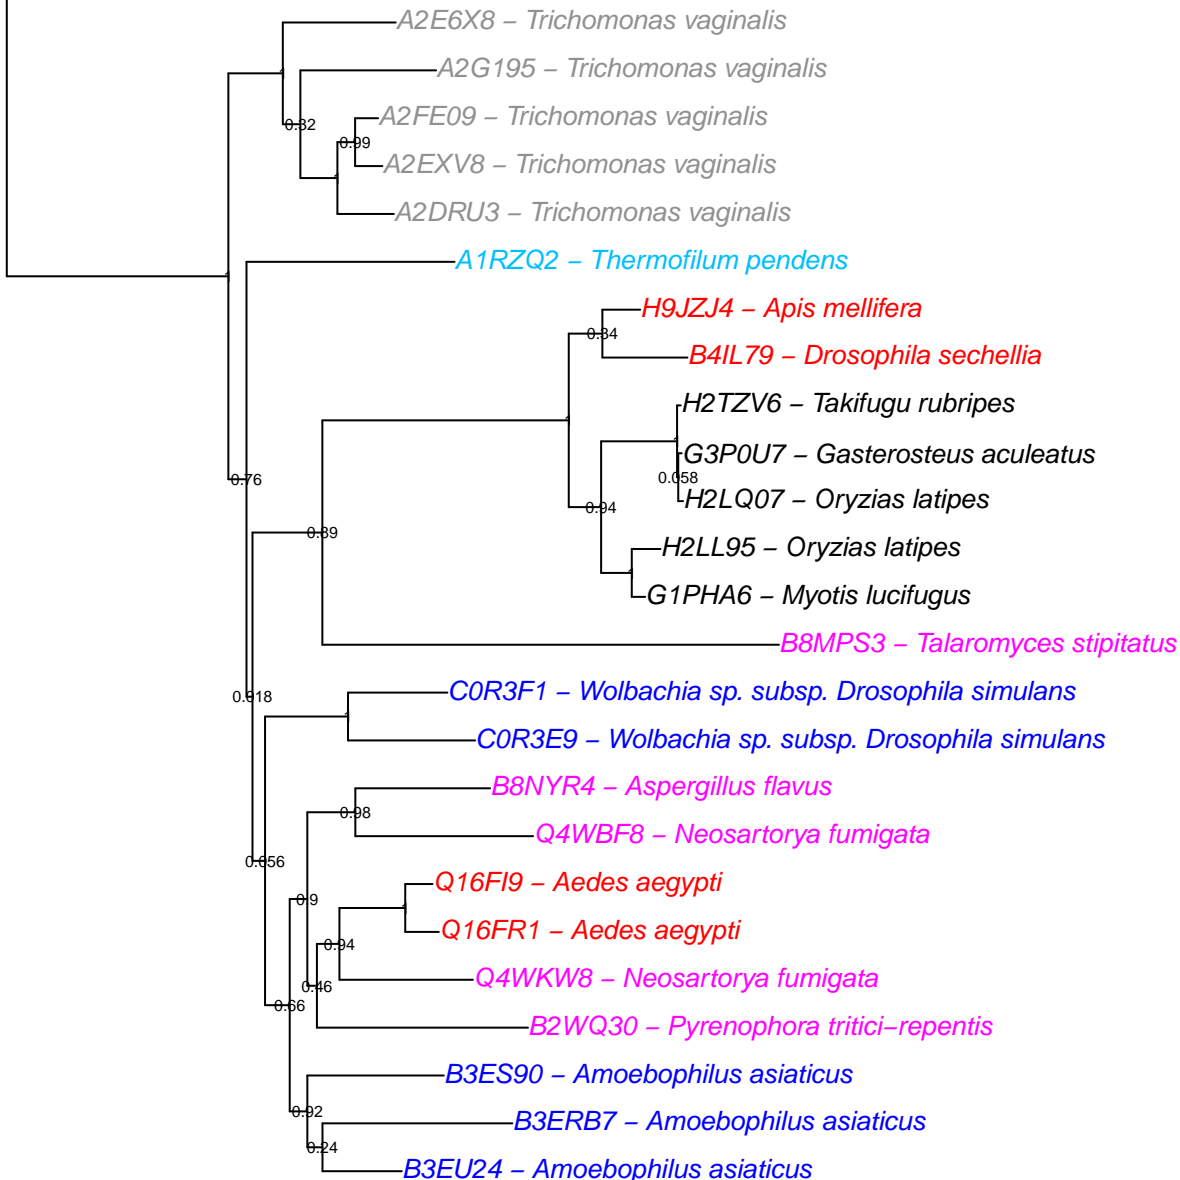 A2E6X8 – Trichomonas vaginalis
A2G195 – Trichomonas vaginalis
A2FE09 – Trichomonas vaginalis
0.82
0.99
A2EXV8 – Trichomonas vaginalis
A2DRU3 – Trichomonas vaginalis
A1RZQ2 – Thermofilum pendens
H9JZJ4 – Apis mellifera
0.84
B4IL79 – Drosophila sechellia
H2TZV6 – Takifugu rubripes
G3P0U7 – Gasterosteus aculeatus
0.76
0.058
H2LQ07 – Oryzias latipes
0.94
0.89
H2LL95 – Oryzias latipes
G1PHA6 – Myotis lucifugus
B8MPS3 – Talaromyces stipitatus
C0R3F1 – Wolbachia sp. subsp. Drosophila simulans
0.018
C0R3E9 – Wolbachia sp. subsp. Drosophila simulans
B8NYR4 – Aspergillus flavus
0.98
Q4WBF8 – Neosartorya fumigata
0.056
Q16FI9 – Aedes aegypti
0.9
Q16FR1 – Aedes aegypti
0.94
Q4WKW8 – Neosartorya fumigata
0.46
0.66
B2WQ30 – Pyrenophora tritici–repentis
B3ES90 – Amoebophilus asiaticus
0.92
B3ERB7 – Amoebophilus asiaticus
0.24
B3EU24 – Amoebophilus asiaticus